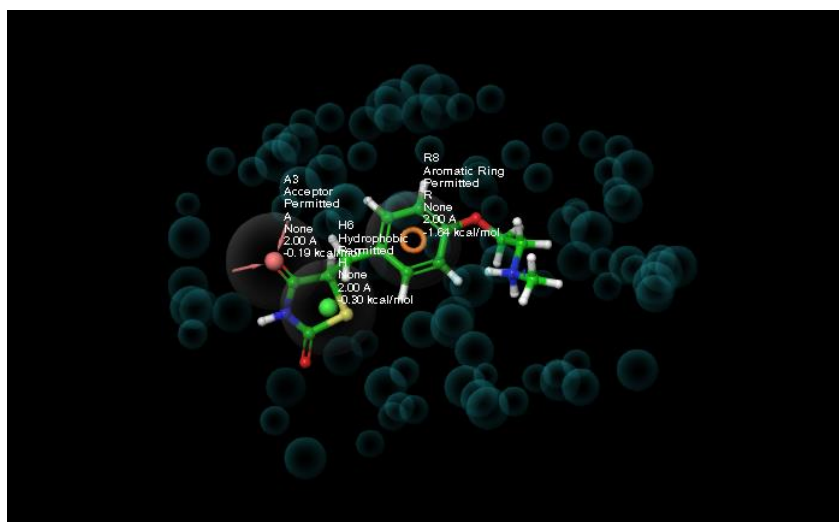 A3
Acceptor
Permitted
A
None
2.00 A
-0.19 kcal/mol
H6
Hydrophobic
Permitted
H
None
2.00 A
-0.30 kcal/mol
R8
Aromatic Ring
Permitted
R
None
2.00 A
-1.64 kcal/mol